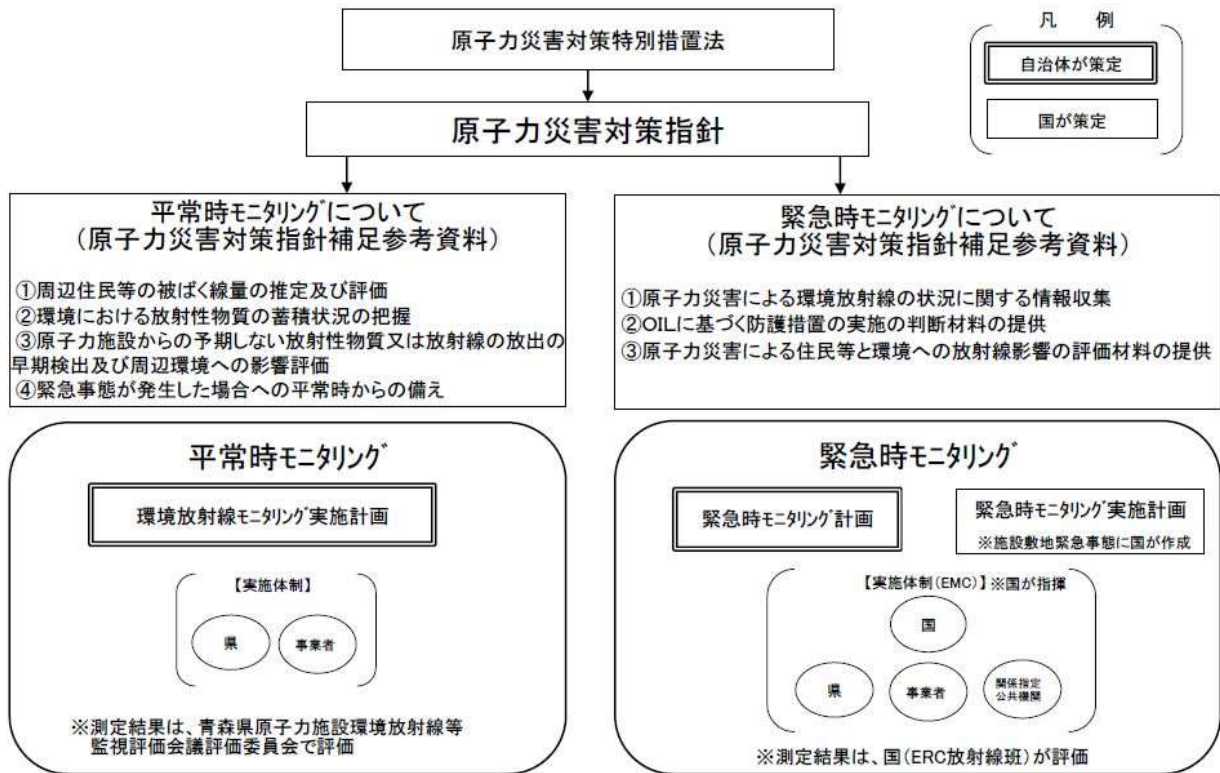 原子力災害対策特別措置法
凡　例
自治体が策定
国が策定
原子力災害対策指針
平常時ﾓﾆﾀﾘﾝｸﾞについて
（原子力災害対策指針補足参考資料）
①周辺住民等の被ばく線量の推定及び評価
②環境における放射性物質の蓄積状況の把握
③原子力施設からの予期しない放射性物質又は放射線の放出の
早期検出及び周辺環境への影響評価
④緊急事態が発生した場合への平常時からの備え
緊急時ﾓﾆﾀﾘﾝｸﾞについて
（原子力災害対策指針補足参考資料）
①原子力災害による環境放射線の状況に関する情報収集
②OILに基づく防護措置の実施の判断材料の提供
③原子力災害による住民等と環境への放射線影響の評価材料の提供
平常時ﾓﾆﾀﾘﾝｸﾞ
環境放射線ﾓﾆﾀﾘﾝｸﾞ実施計画
【実施体制】
県
事業者
※測定結果は、青森県原子力施設環境放射線等
監視評価会議評価委員会で評価
緊急時ﾓﾆﾀﾘﾝｸﾞ
緊急時ﾓﾆﾀﾘﾝｸﾞ計画
緊急時ﾓﾆﾀﾘﾝｸﾞ実施計画
※施設敷地緊急事態に国が作成
【実施体制（EMC）】※国が指揮
国
県
事業者
関係指定
公共機関
※測定結果は、国（ERC放射線班）が評価